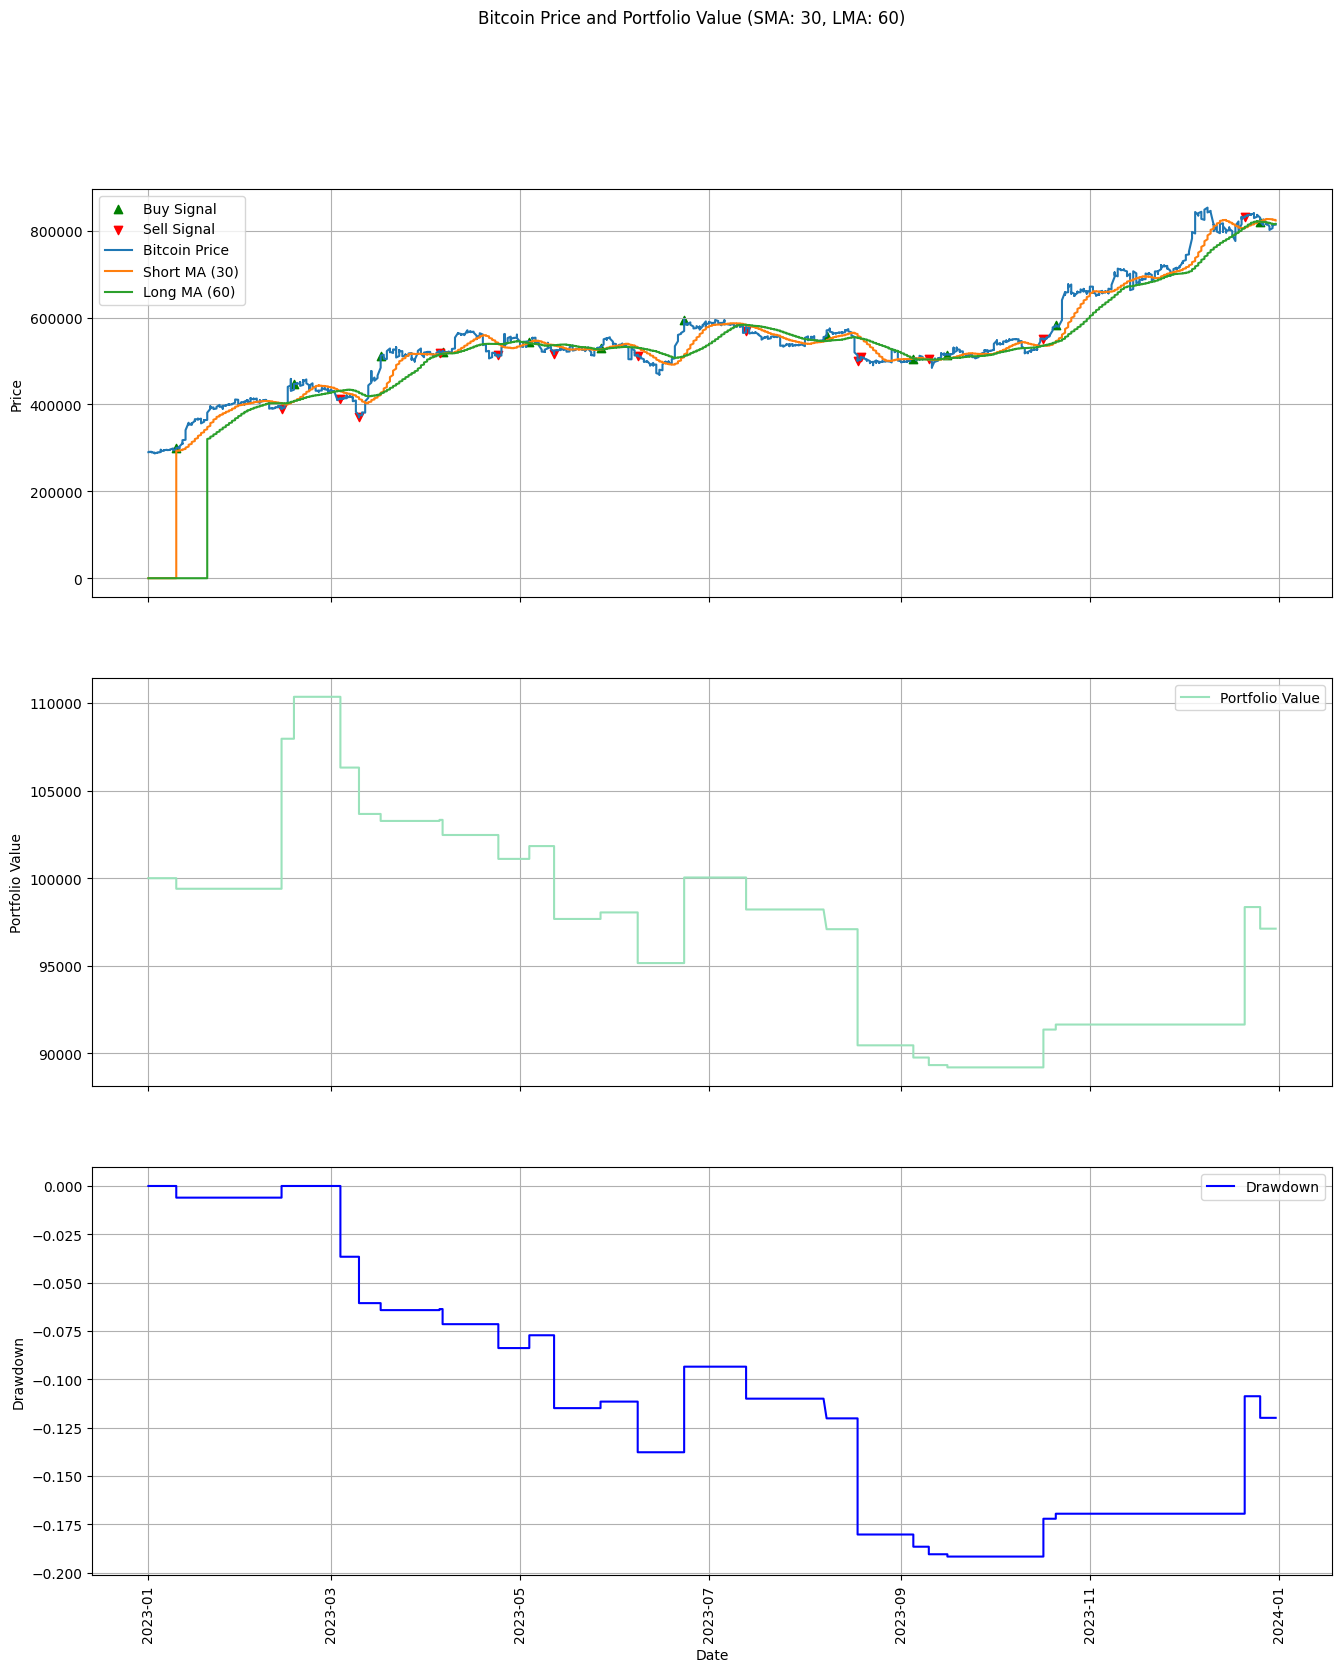 Bitcoin Price and Portfolio Value (SMA: 30, LMA: 60)
Buy Signal
Sell Signal
Bitcoin Price
Short MA (30)
Long MA (60)
800000
600000
400000
200000
0
Price
Portfolio Value
110000
105000
100000
95000
90000
Portfolio Value
Drawdown
0.000
−0.025
−0.050
−0.075
−0.100
−0.125
−0.150
−0.175
−0.200
Drawdown
2023-01
2023-03
2023-05
2023-07
2023-09
2023-11
2024-01
Date